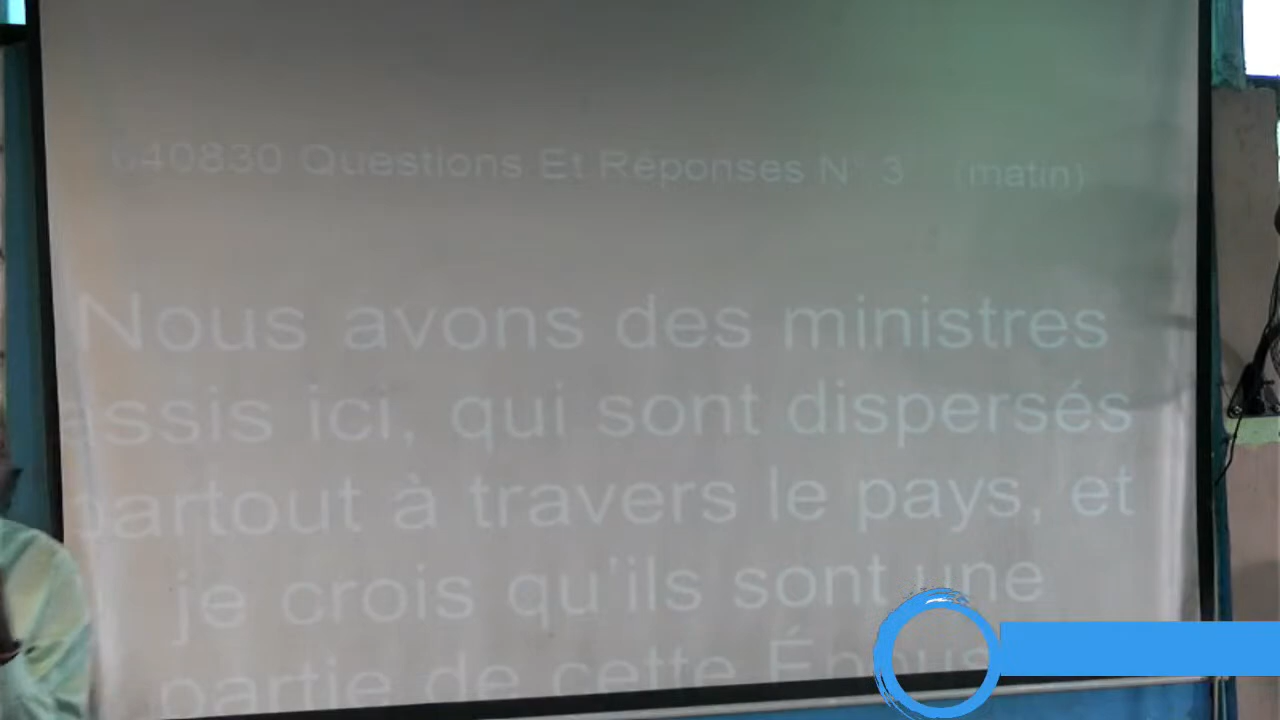 640830 Questions Et Réponses N° 3 (matin)
Nous avons des ministres
assis ici, qui sont dispersés
partout à travers le pays, et
je crois qu'ils sont une
partie de cette Épouse